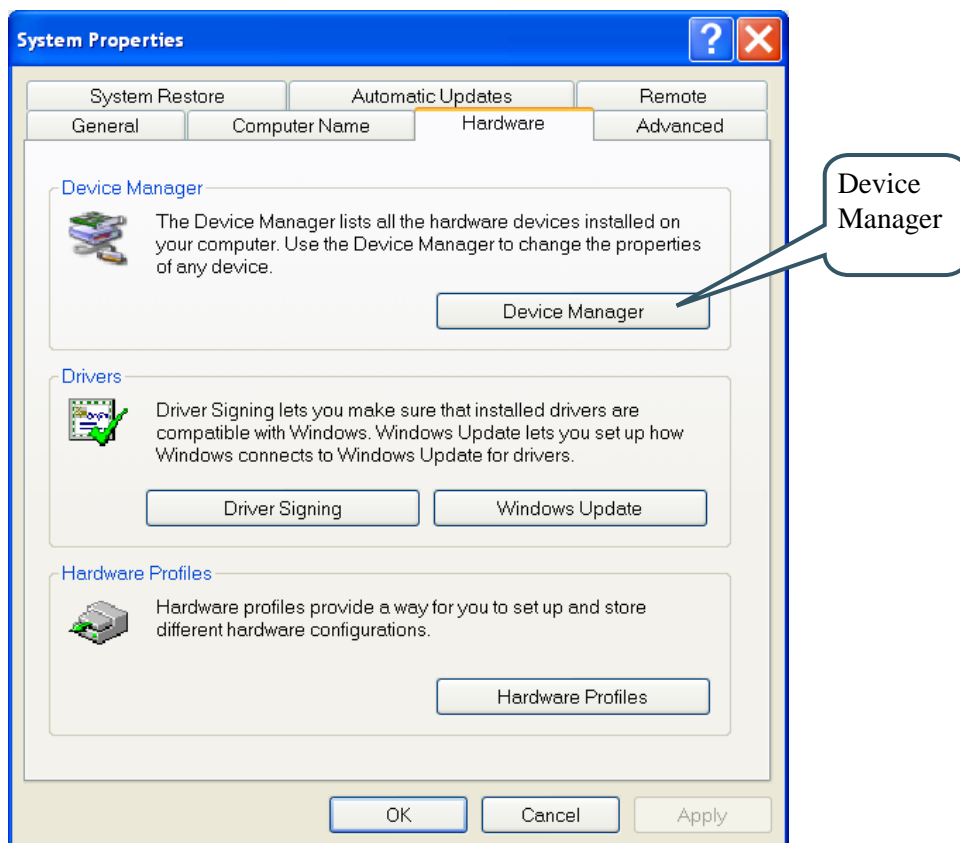 System Properties
?
System Restore
Automatic Updates
Remote
General
Computer Name
Hardware
Advanced
Device Manager
The Device Manager lists all the hardware devices installed on
your computer. Use the Device Manager to change the properties
of any device.
Device Manager
Device
Manager
Drivers
Driver Signing lets you make sure that installed drivers are
compatible with Windows. Windows Update lets you set up how
Windows connects to Windows Update for drivers.
Driver Signing
Windows Update
Hardware Profiles
Hardware profiles provide a way for you to set up and store
different hardware configurations.
Hardware Profiles
OK
Cancel
Apply